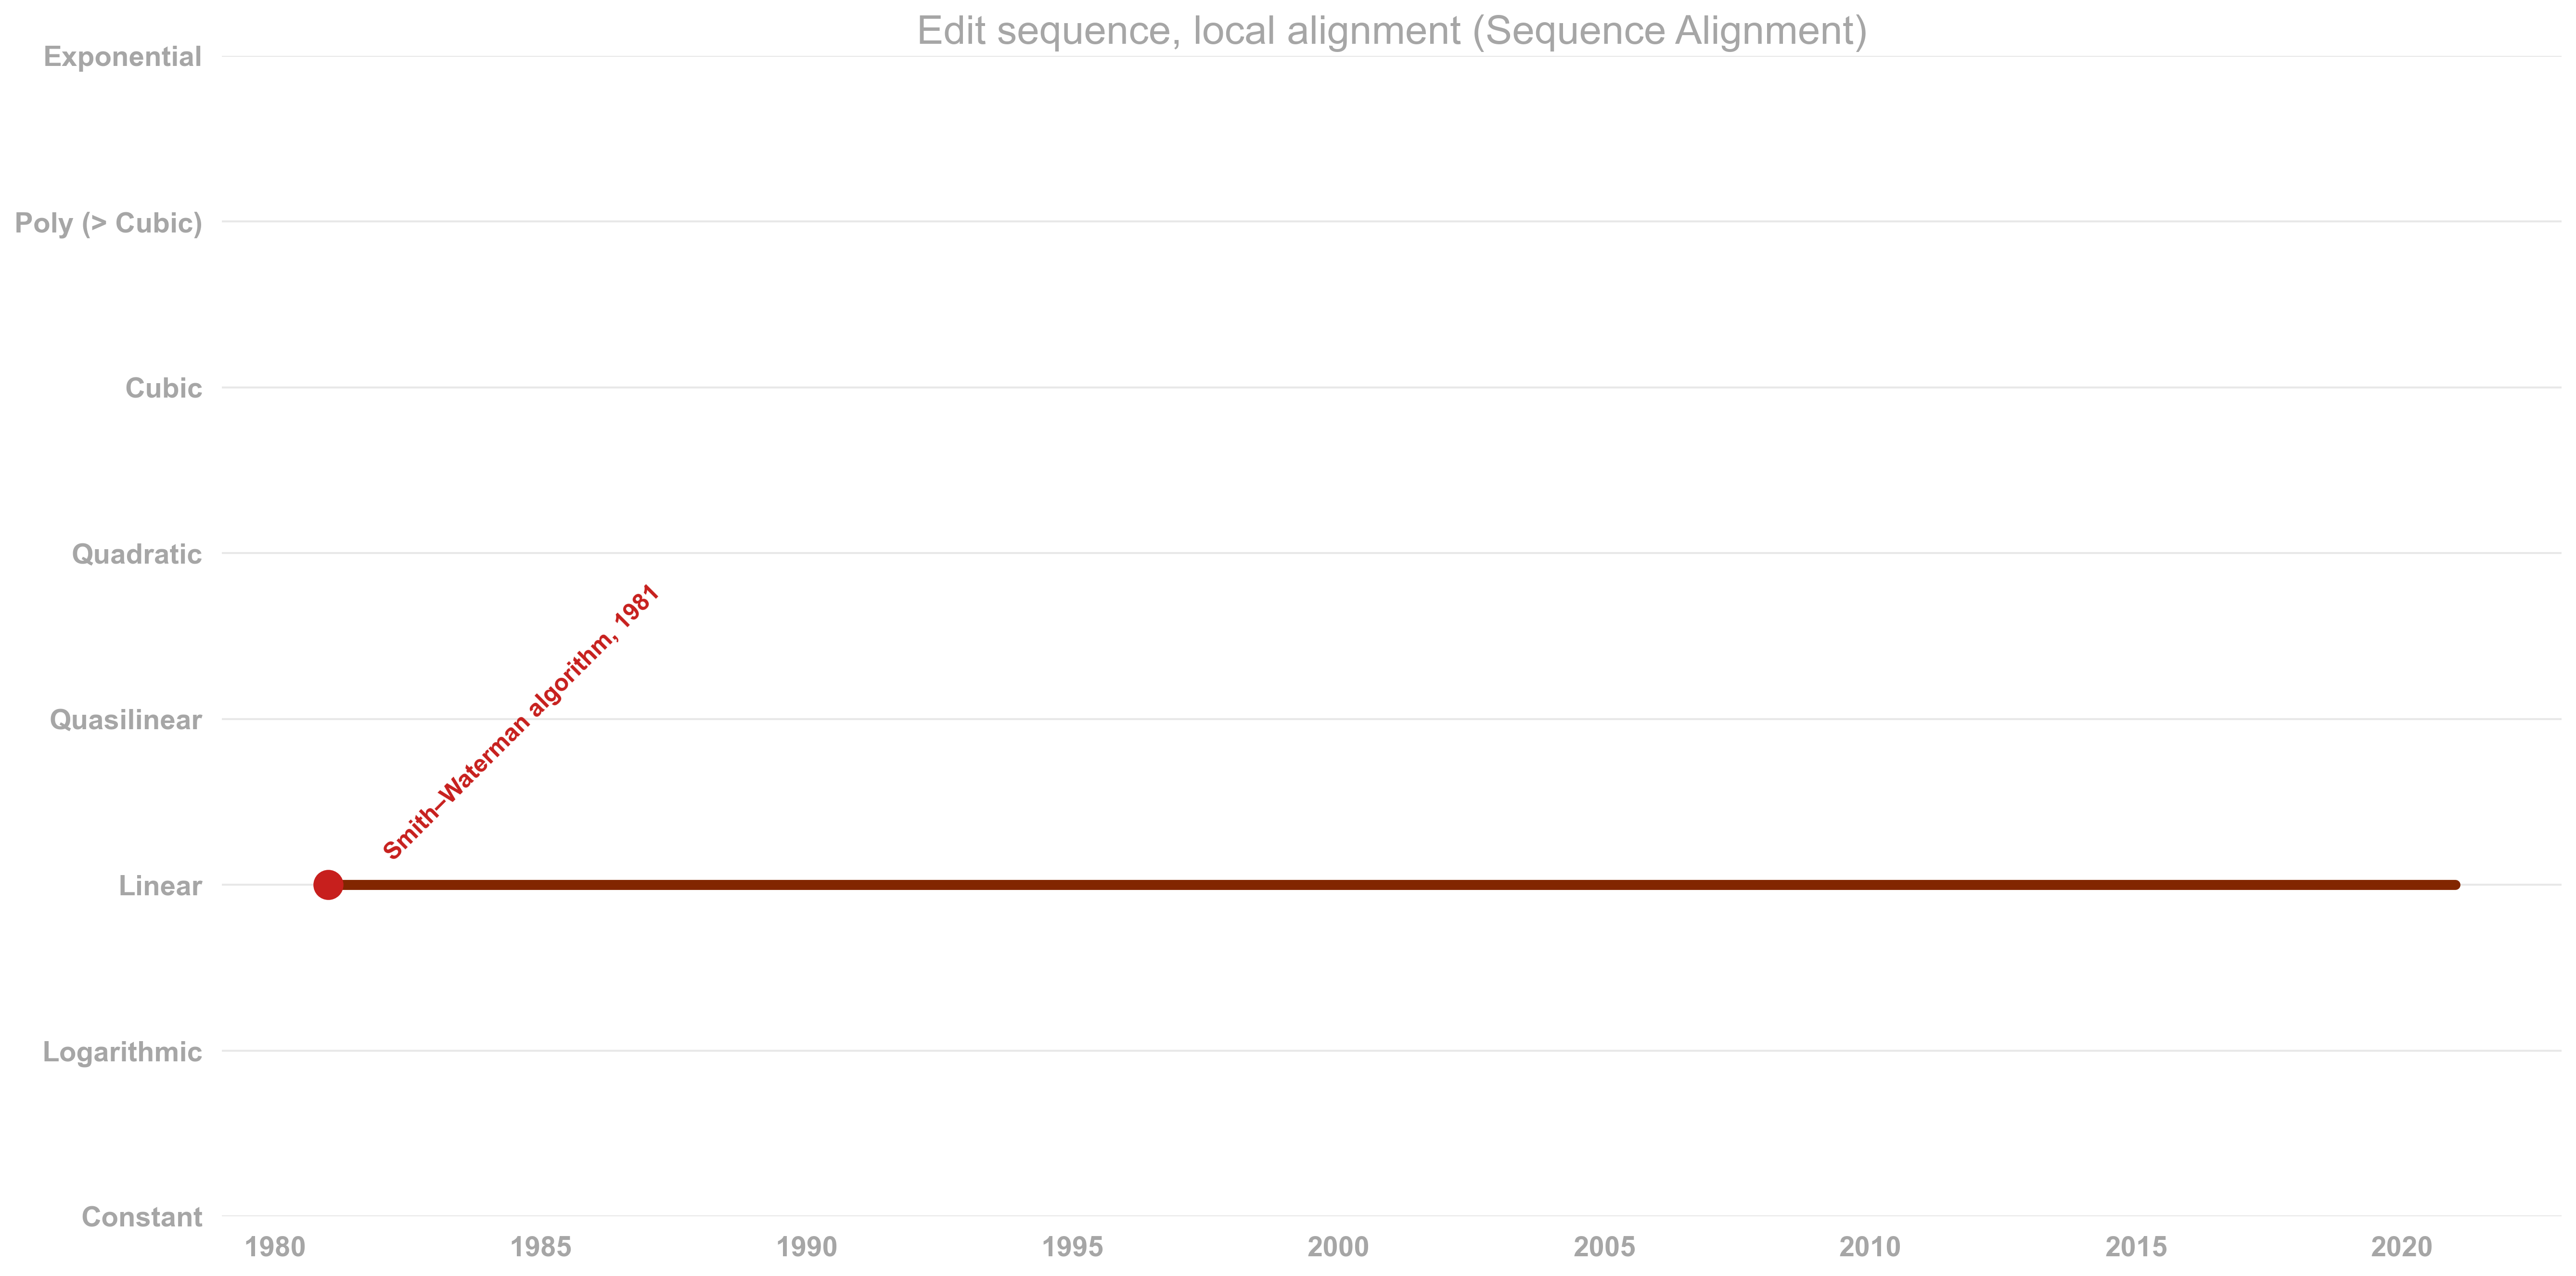 Edit sequence, local alignment (Sequence Alignment)
Exponential
Poly (> Cubic)
Cubic
Quadratic
Quasilinear
Linear
Logarithmic
Constant
Smith–Waterman algorithm, 1981
1980 1985 1990 1995 2000 2005 2010 2015 2020